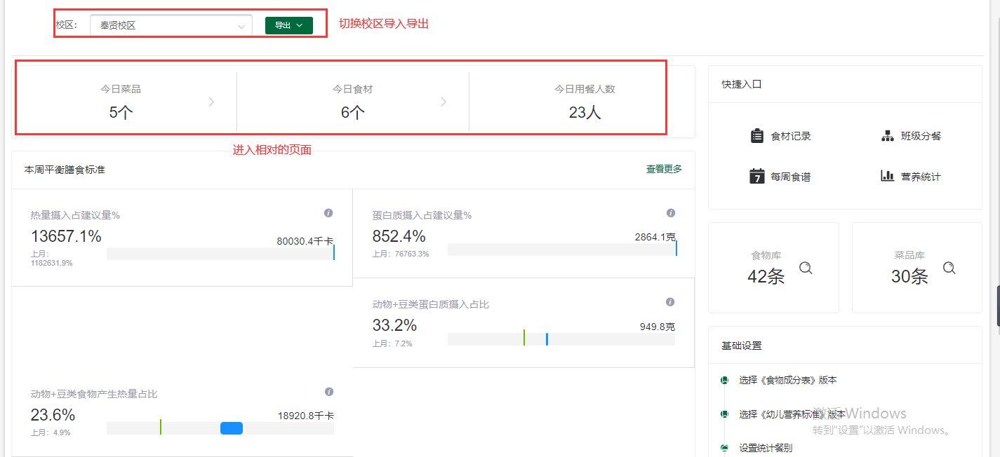 校区：
奉贤校区
导出
切换校区导入导出
今日菜品
5个
今日食材
6个
今日用餐人数
23人
进入相对的页面
本周平衡膳食标准
查看更多
热量摄入占建议量%
13657.1%
80030.4千卡
上月：
1182631.9%
蛋白质摄入占建议量%
852.4%
2864.1克
上月：76763.3%
动物+豆类蛋白质摄入占比
33.2%
949.8克
上月：7.2%
动物+豆类食物产生热量占比
23.6%
18920.8千卡
上月：4.9%
快捷入口
食材记录
班级分餐
7
每周食谱
营养统计
食物库
42条
菜品库
30条
基础设置
选择《食物成分表》版本
选择《幼儿营养标准》版本
设置统计餐别
激活 Windows
转到“设置”以激活 Windows。